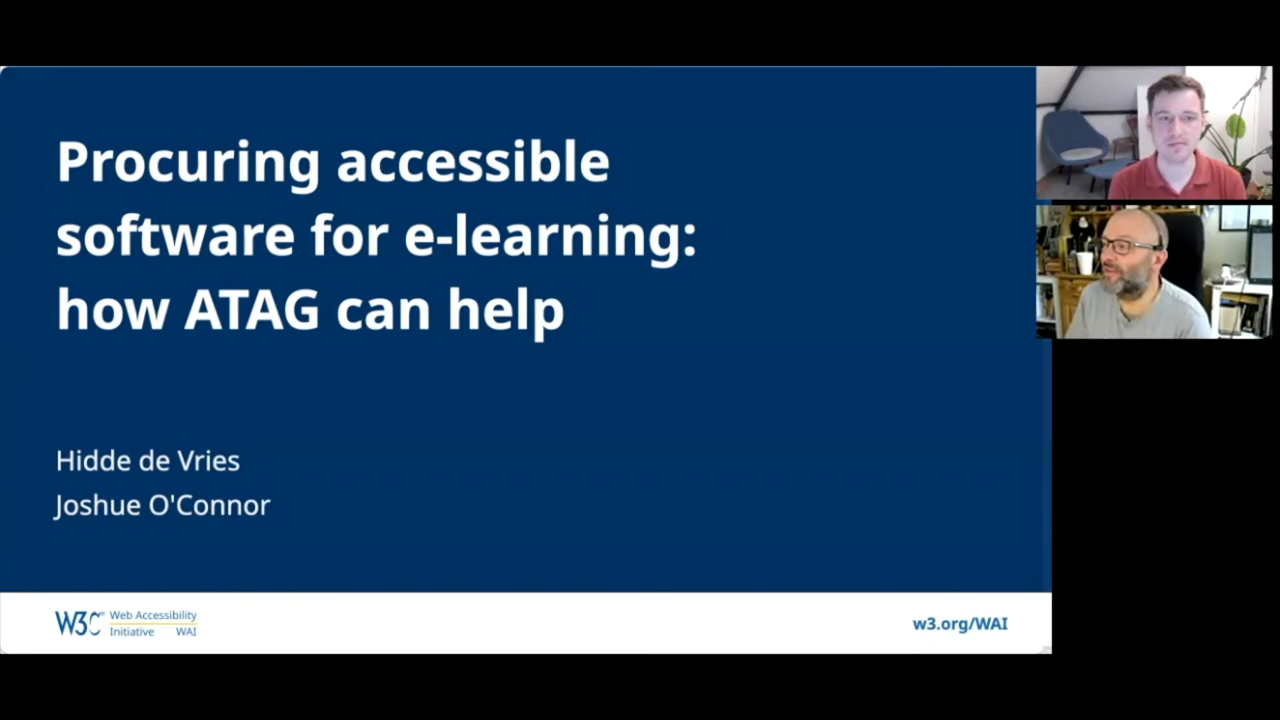 Procuring accessible
software for e-learning:
how ATAG can help
Hidde de Vries
Joshue O'Connor
W3C Web Accessibility
Initiative WAI
w3.org/WAI